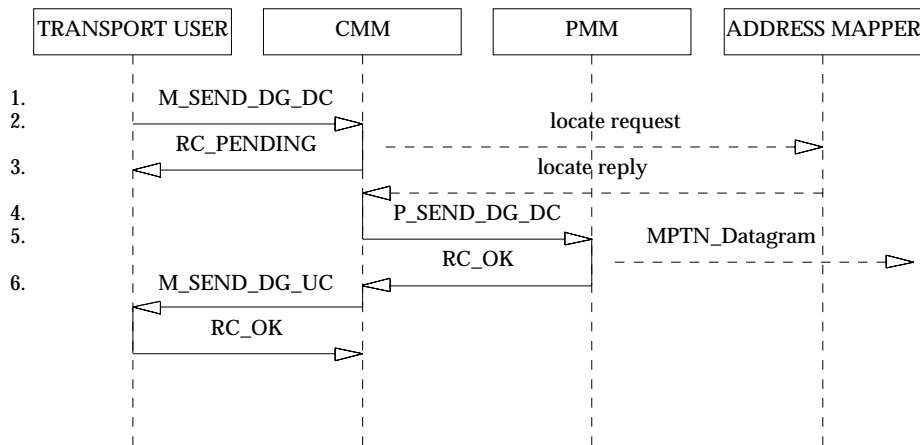 TRANSPORT USER CMM PMM ADDRESS MAPPER
1. M_SEND_DG_DC
2. locate request
RC_PENDING
3. locate reply
4. P_SEND_DG_DC
5. MPTN_Datagram
RC_OK
6. M_SEND_DG_UC
RC_OK